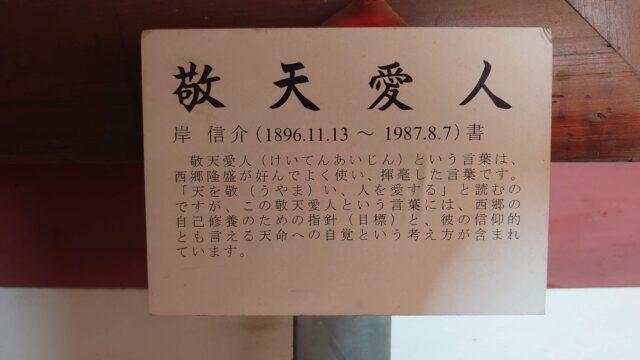 敬天愛人
岸 信介(1896.11.13 ~ 1987.8.7)書
敬天愛人(けいてんあいじん)という言葉は、
西郷隆盛が好んでよく使い、揮毫した言葉です。
「天を敬(うやま)い、人を愛する」と読むの
ですが、この敬天愛人という言葉には、西郷の
自己修養のための指針(目標)と、彼の信仰的
とも言える天命への自覚という考え方が含まれ
ています。